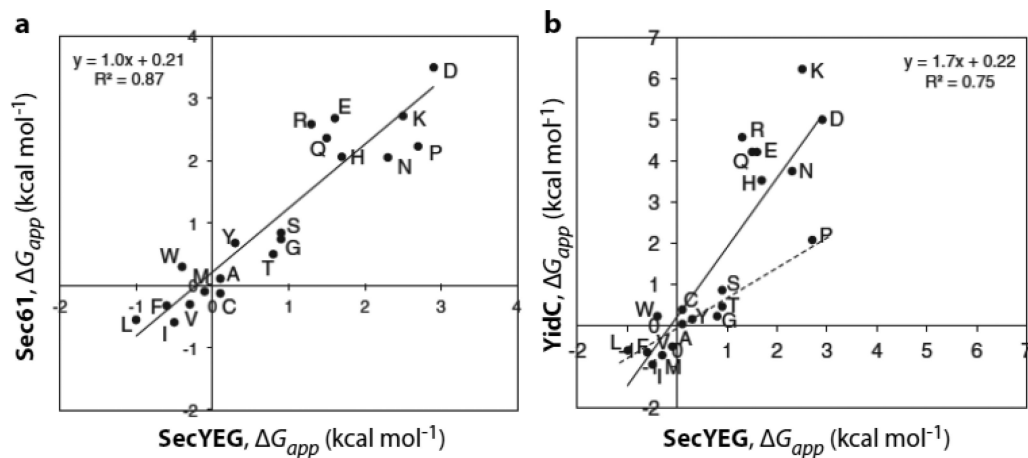 a
y = 1.0x + 0.21
R² = 0.87
4
3
2
1
0
-1
-2
-2
-1
0
1
2
3
4
D
E
R
K
Q
H
P
N
Y
S
G
T
W
M
A
F
C
V
L
I
Sec61, ΔGapp (kcal mol⁻¹)
SecYEG, ΔGapp (kcal mol⁻¹)
b
y = 1.7x + 0.22
R² = 0.75
7
6
5
4
3
2
1
0
-1
-2
-2
-1
0
1
2
3
4
5
6
7
K
D
R
Q
E
H
N
P
S
C
T
W
Y
G
A
L
F
V
I
M
YidC, ΔGapp (kcal mol⁻¹)
SecYEG, ΔGapp (kcal mol⁻¹)